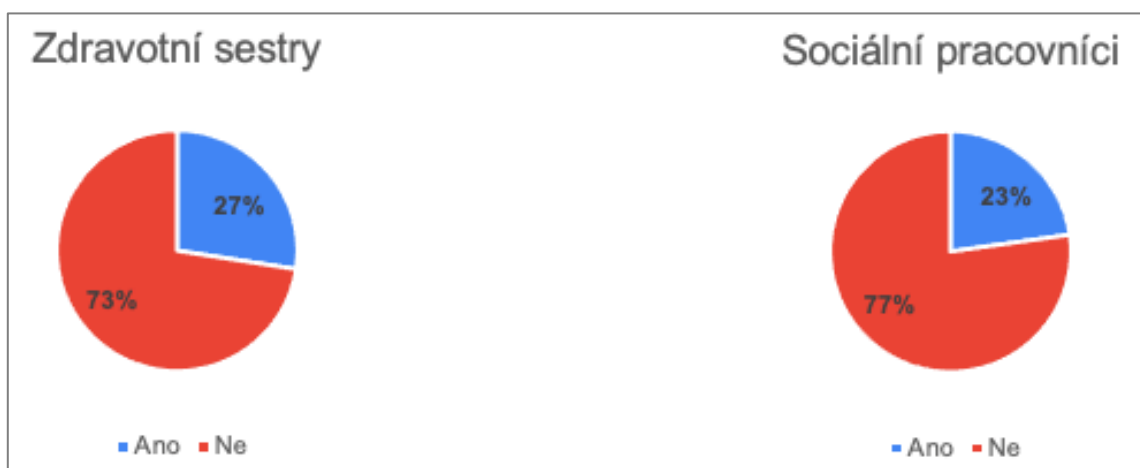 Zdravotní sestry
27%
73%
Ano Ne
Sociální pracovníci
23%
77%
Ano Ne